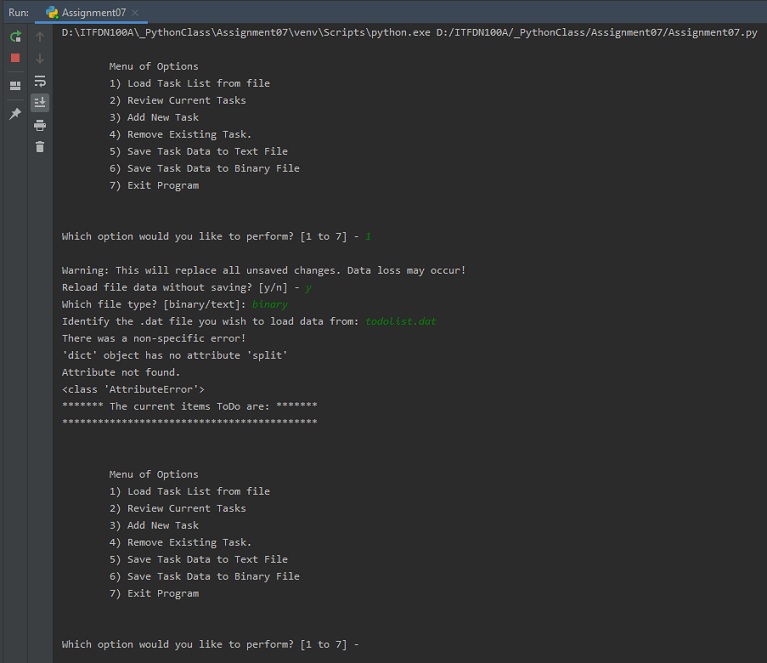 Run: Assignment07
D:\ITFDN100A\_PythonClass\Assignment07\venv\Scripts\python.exe D:/ITFDN100A/_PythonClass/Assignment07/Assignment07.py
Menu of Options
1) Load Task List from file
2) Review Current Tasks
3) Add New Task
4) Remove Existing Task.
5) Save Task Data to Text File
6) Save Task Data to Binary File
7) Exit Program
Which option would you like to perform? [1 to 7] - 1
Warning: This will replace all unsaved changes. Data loss may occur!
Reload file data without saving? [y/n] - y
Which file type? [binary/text]: binary
Identify the .dat file you wish to load data from: todolist.dat
There was a non-specific error!
'dict' object has no attribute 'split'
Attribute not found.
<class 'AttributeError'>
******* The current items ToDo are: *******
*******************************************
Menu of Options
1) Load Task List from file
2) Review Current Tasks
3) Add New Task
4) Remove Existing Task.
5) Save Task Data to Text File
6) Save Task Data to Binary File
7) Exit Program
Which option would you like to perform? [1 to 7] -